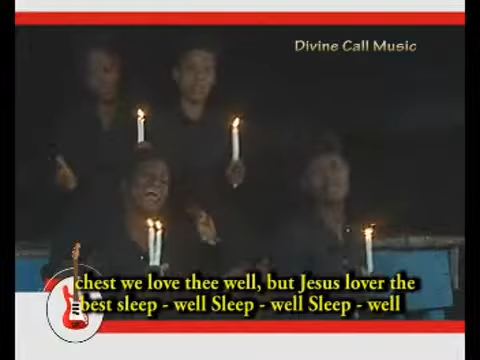 Divine Call Music
chest we love thee well, but Jesus lover the
best sleep - well Sleep - well Sleep - well